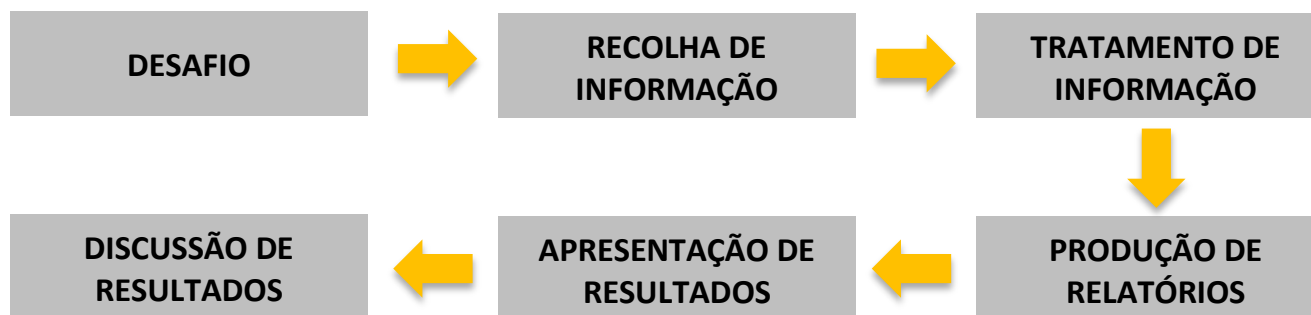 DESAFIO
RECOLHA DE
INFORMAÇÃO
TRATAMENTO DE
INFORMAÇÃO
PRODUÇÃO DE
RELATÓRIOS
APRESENTAÇÃO DE
RESULTADOS
DISCUSSÃO DE
RESULTADOS